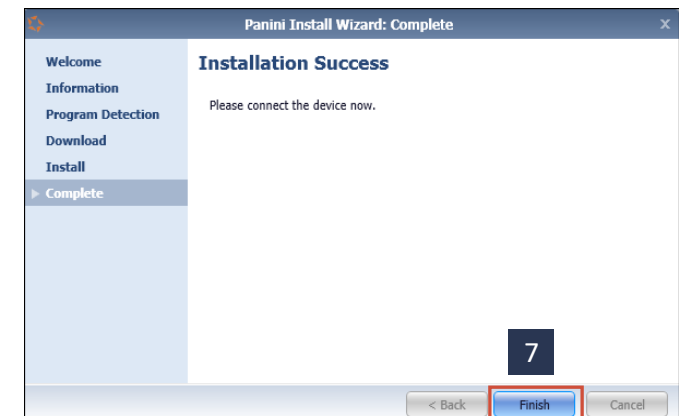 Panini Install Wizard: Complete
x
Welcome
Information
Program Detection
Download
Install
Complete
Installation Success
Please connect the device now.
7
< Back
Finish
Cancel